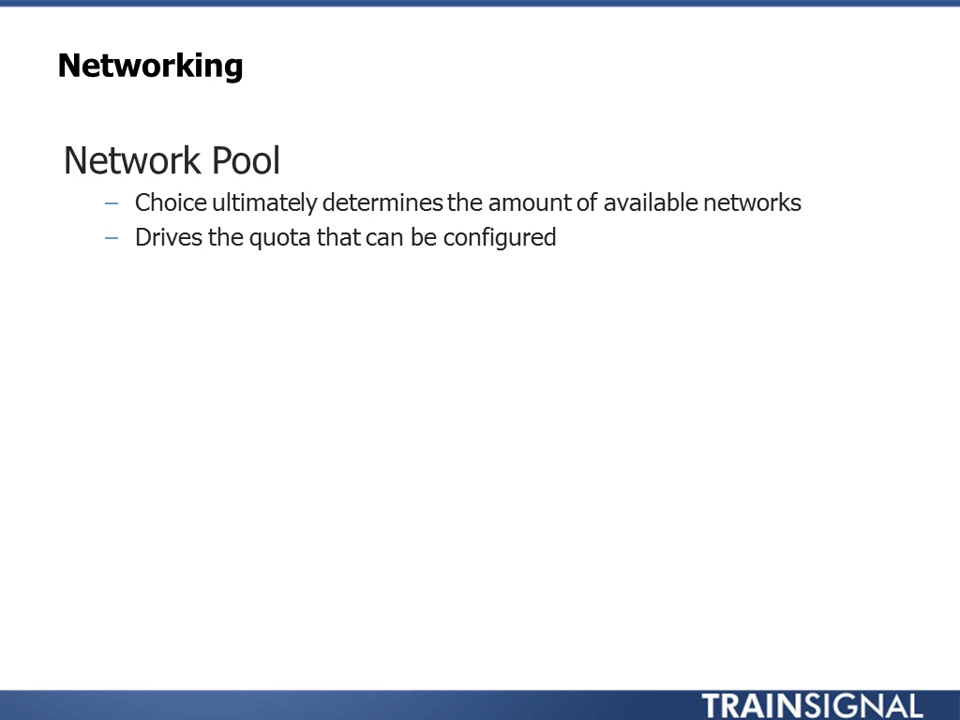 Networking
Network Pool
– Choice ultimately determines the amount of available networks
– Drives the quota that can be configured
TRAINSIGNAL